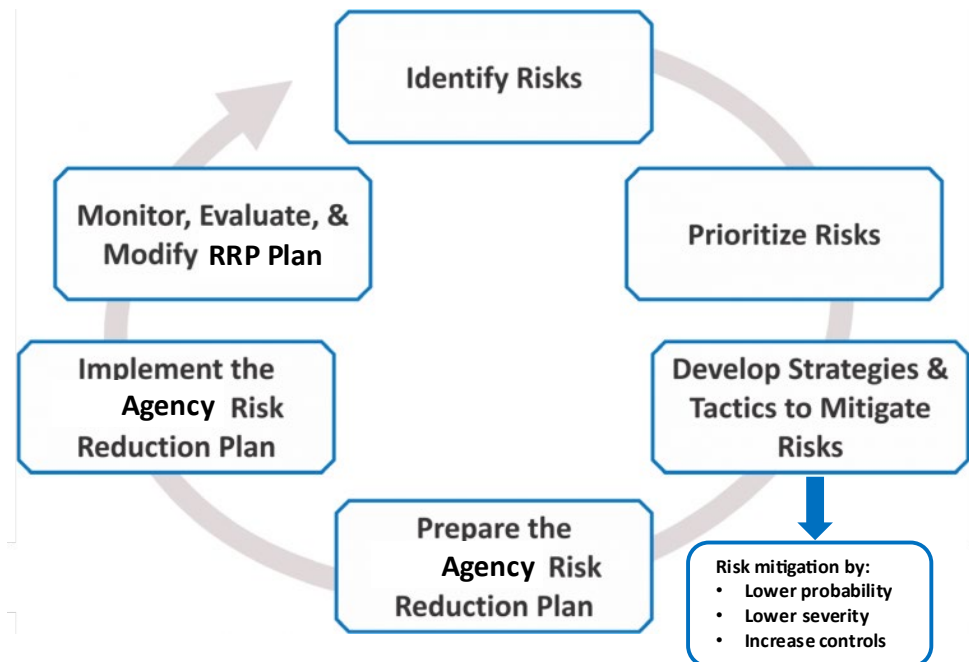 Identify Risks
Prioritize Risks
Develop Strategies &
Tactics to Mitigate
Risks
Risk mitigation by:
• Lower probability
• Lower severity
• Increase controls
Prepare the
Agency Risk
Reduction Plan
Implement the
Agency Risk
Reduction Plan
Monitor, Evaluate, &
Modify RRP Plan